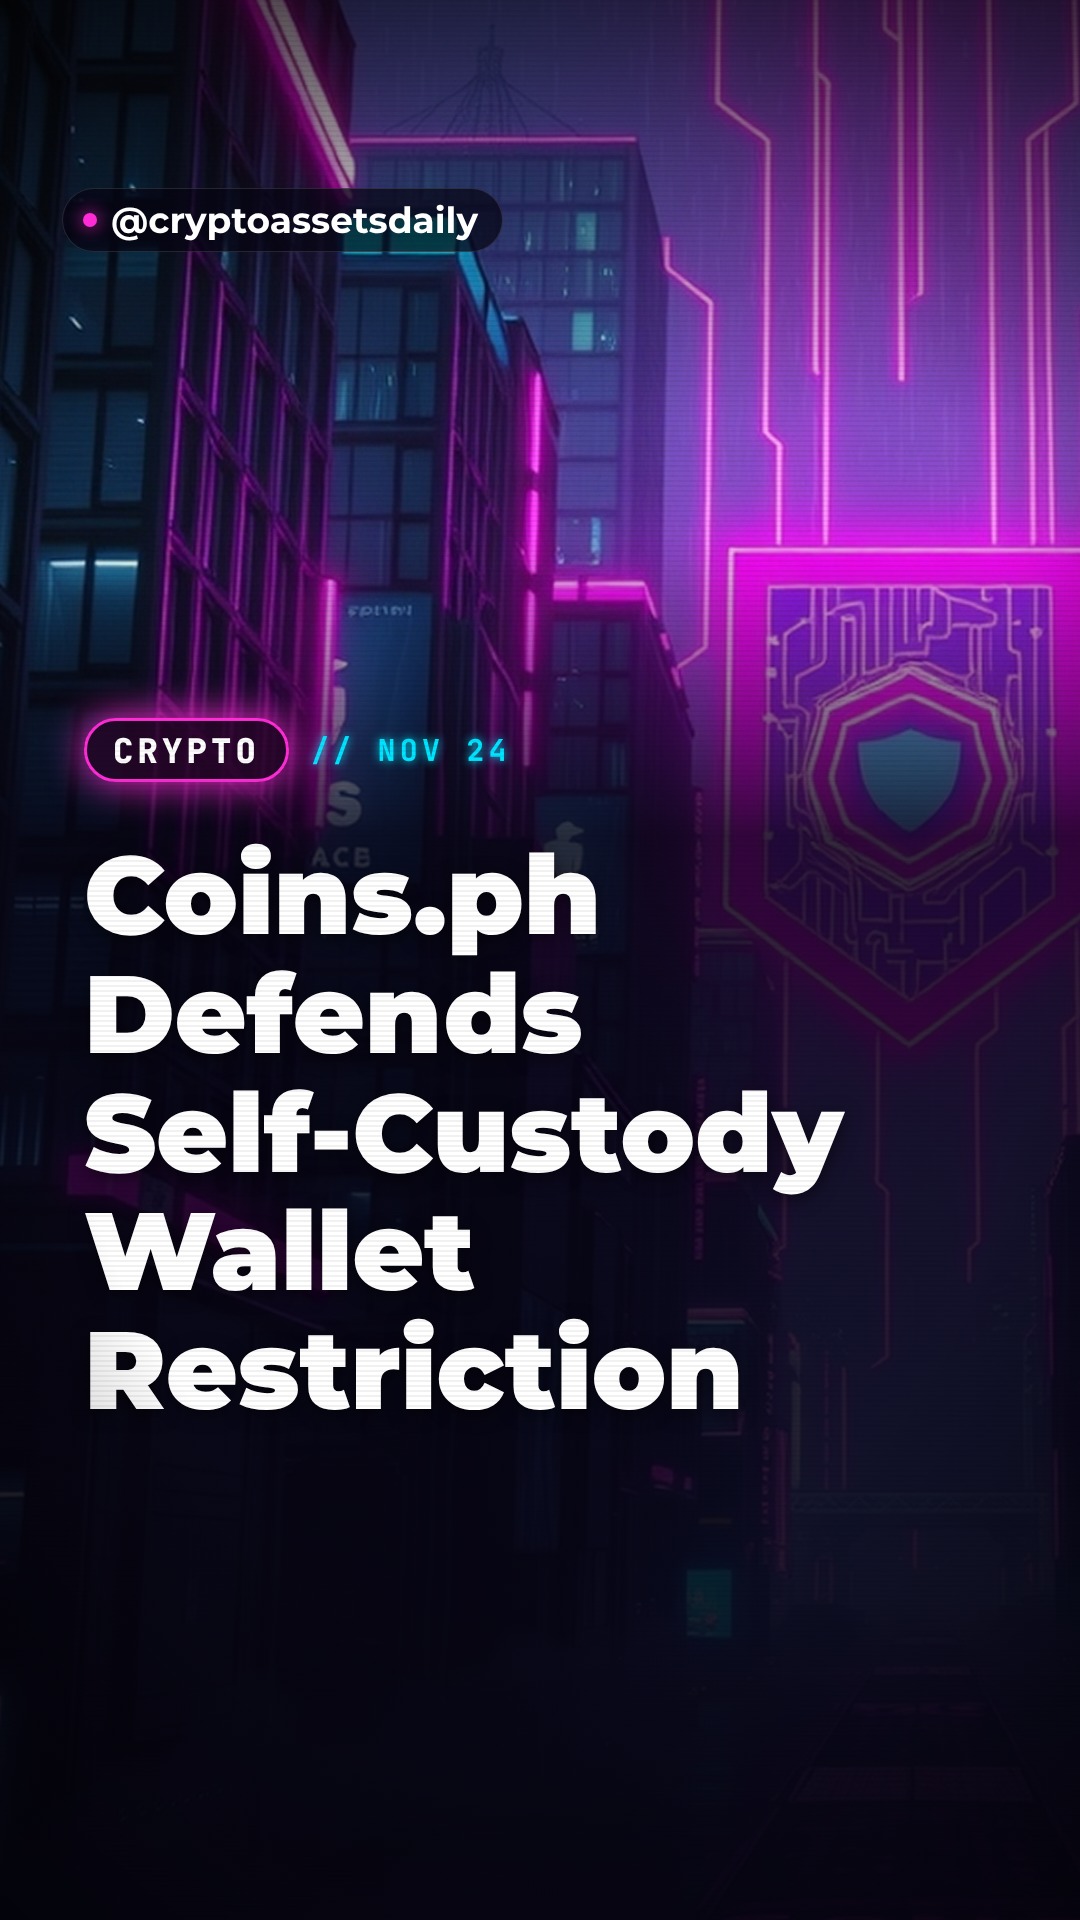 @cryptoassetsdaily
CRYPTO // NOV 24
Coins.ph
Defends
Self-Custody
Wallet
Restriction